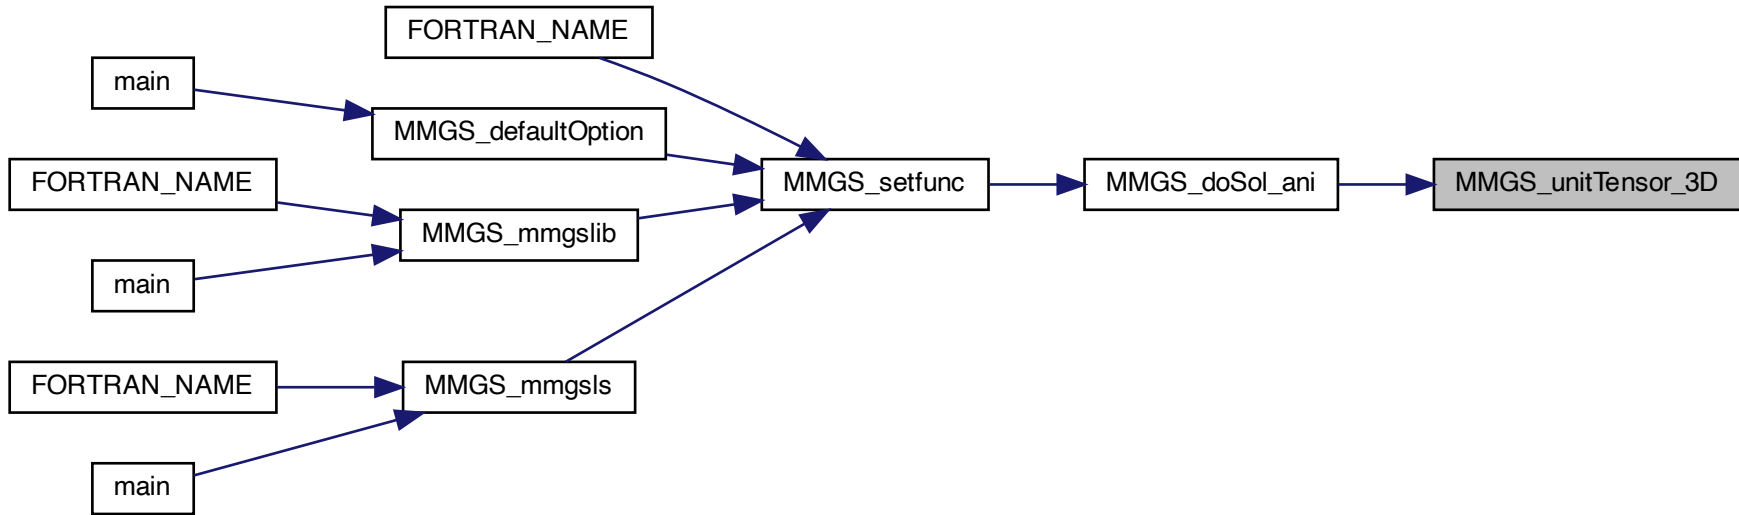 FORTRAN_NAME
main
MMGS_defaultOption
FORTRAN_NAME
MMGS_setfunc
MMGS_doSol_ani
MMGS_unitTensor_3D
MMGS_mmgslib
main
FORTRAN_NAME
MMGS_mmgsls
main